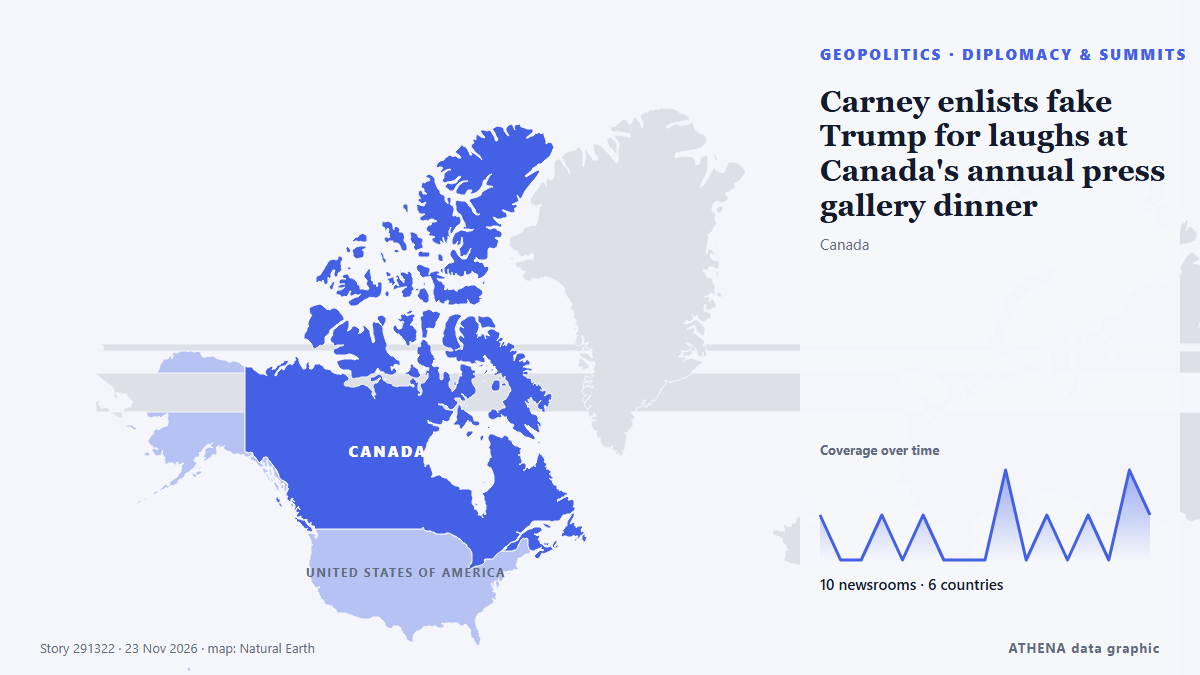 GEOPOLITICS · DIPLOMACY & SUMMITS
Carney enlists fake
Trump for laughs at
Canada's annual press
gallery dinner
Canada
CANADA
UNITED STATES OF AMERICA
Coverage over time
10 newsrooms · 6 countries
Story 291322 · 23 Nov 2026 · map: Natural Earth
ATHENA data graphic